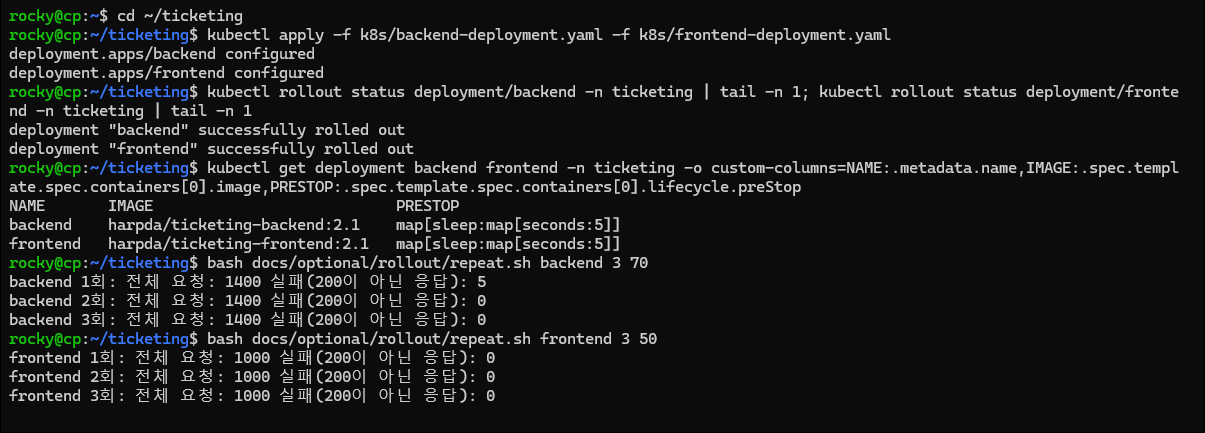 rocky@cp:~$ cd ~/ticketing
rocky@cp:~/ticketing$ kubectl apply -f k8s/backend-deployment.yaml -f k8s/frontend-deployment.yaml
deployment.apps/backend configured
deployment.apps/frontend configured
rocky@cp:~/ticketing$ kubectl rollout status deployment/backend -n ticketing | tail -n 1; kubectl rollout status deployment/fronte
nd -n ticketing | tail -n 1
deployment "backend" successfully rolled out
deployment "frontend" successfully rolled out
rocky@cp:~/ticketing$ kubectl get deployment backend frontend -n ticketing -o custom-columns=NAME:.metadata.name,IMAGE:.spec.templ
ate.spec.containers[0].image,PRESTOP:.spec.template.spec.containers[0].lifecycle.preStop
NAME       IMAGE                           PRESTOP
backend    harpda/ticketing-backend:2.1    map[sleep:map[seconds:5]]
frontend   harpda/ticketing-frontend:2.1   map[sleep:map[seconds:5]]
rocky@cp:~/ticketing$ bash docs/optional/rollout/repeat.sh backend 3 70
backend 1회: 전체 요청: 1400 실패(200이 아닌 응답): 5
backend 2회: 전체 요청: 1400 실패(200이 아닌 응답): 0
backend 3회: 전체 요청: 1400 실패(200이 아닌 응답): 0
rocky@cp:~/ticketing$ bash docs/optional/rollout/repeat.sh frontend 3 50
frontend 1회: 전체 요청: 1000 실패(200이 아닌 응답): 0
frontend 2회: 전체 요청: 1000 실패(200이 아닌 응답): 0
frontend 3회: 전체 요청: 1000 실패(200이 아닌 응답): 0